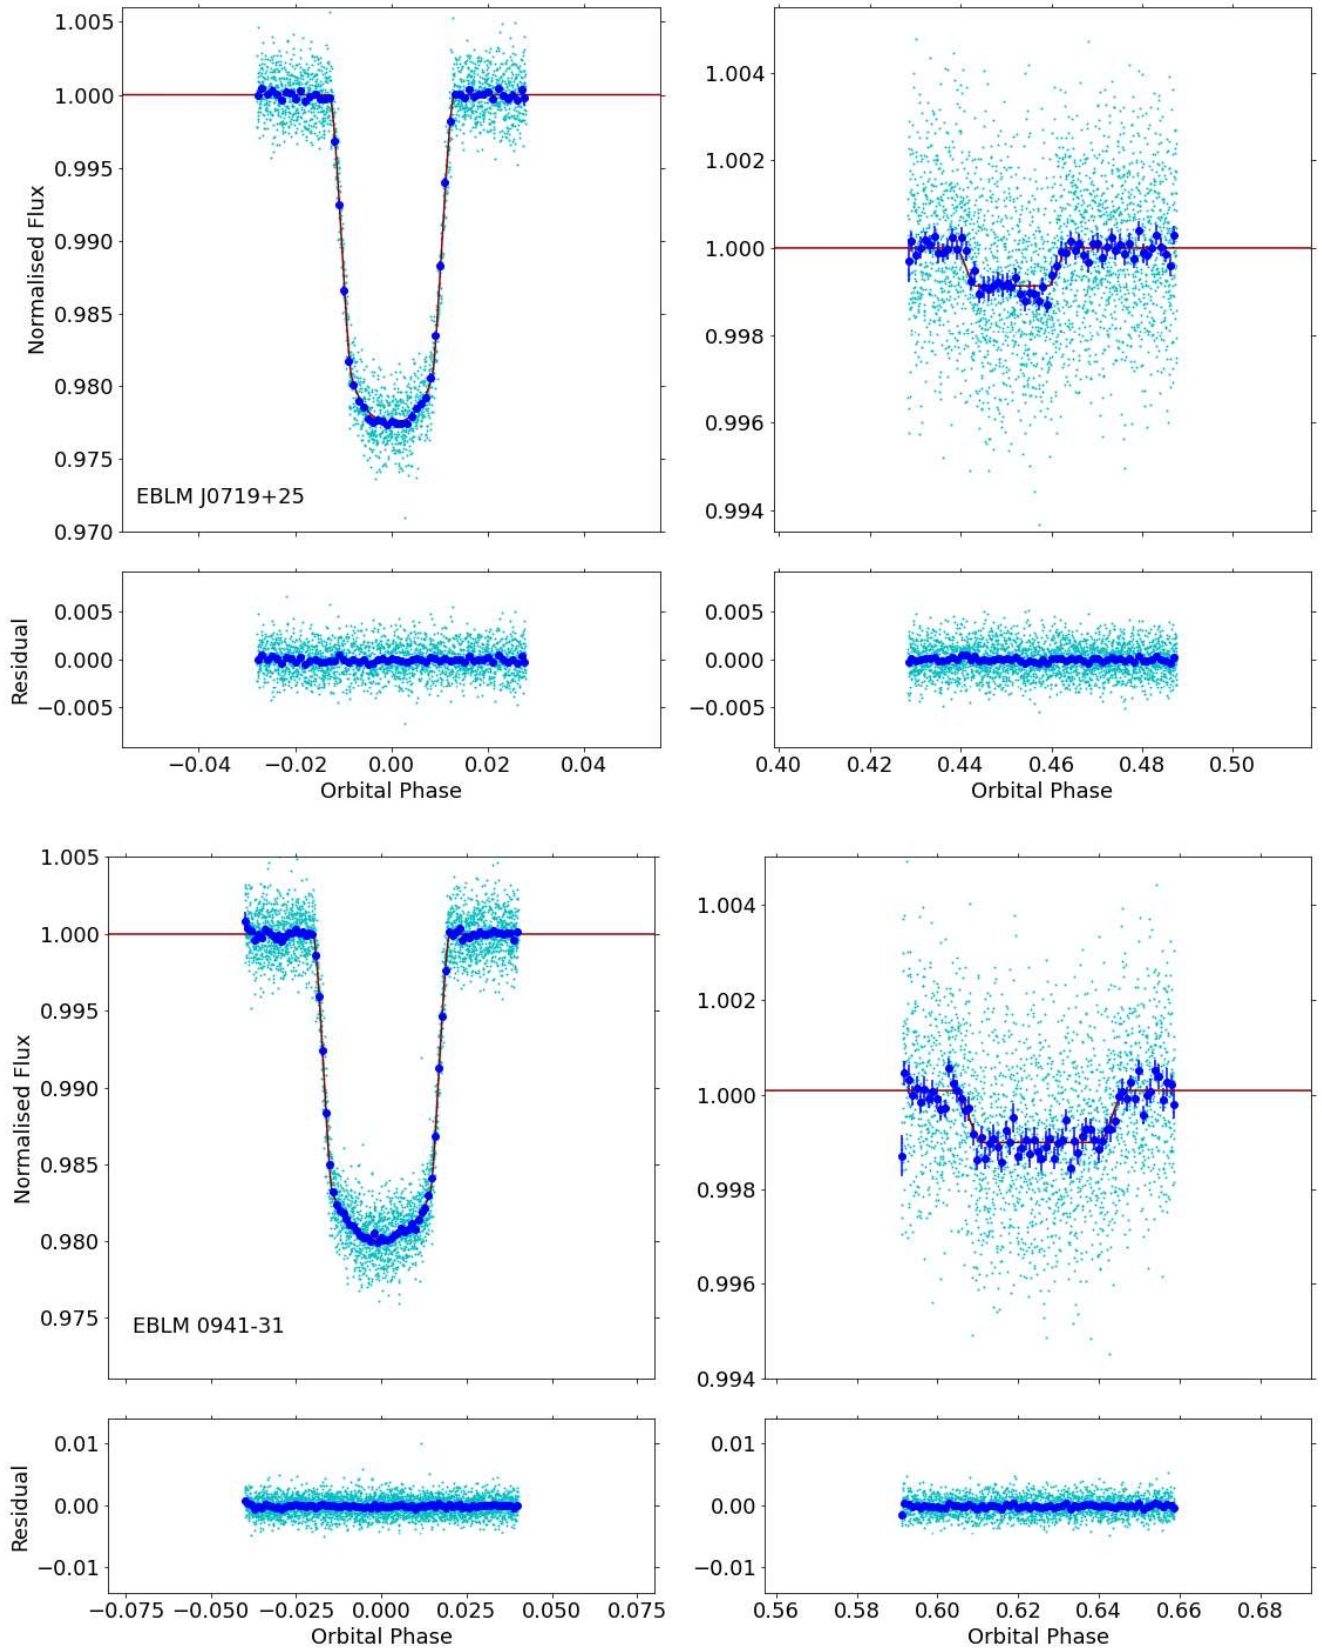 1.005
1.000
0.995
0.990
0.985
0.980
0.975
0.970
Normalised Flux
EBLM J0719+25
1.004
1.002
1.000
0.998
0.996
0.994
0.005
0.000
−0.005
Residual
−0.04 −0.02 0.00 0.02 0.04
Orbital Phase
0.005
0.000
−0.005
0.40 0.42 0.44 0.46 0.48 0.50
Orbital Phase
1.005
1.000
0.995
0.990
0.985
0.980
0.975
Normalised Flux
EBLM 0941-31
1.004
1.002
1.000
0.998
0.996
0.994
0.01
0.00
−0.01
Residual
−0.075 −0.050 −0.025 0.000 0.025 0.050 0.075
Orbital Phase
0.01
0.00
−0.01
0.56 0.58 0.60 0.62 0.64 0.66 0.68
Orbital Phase